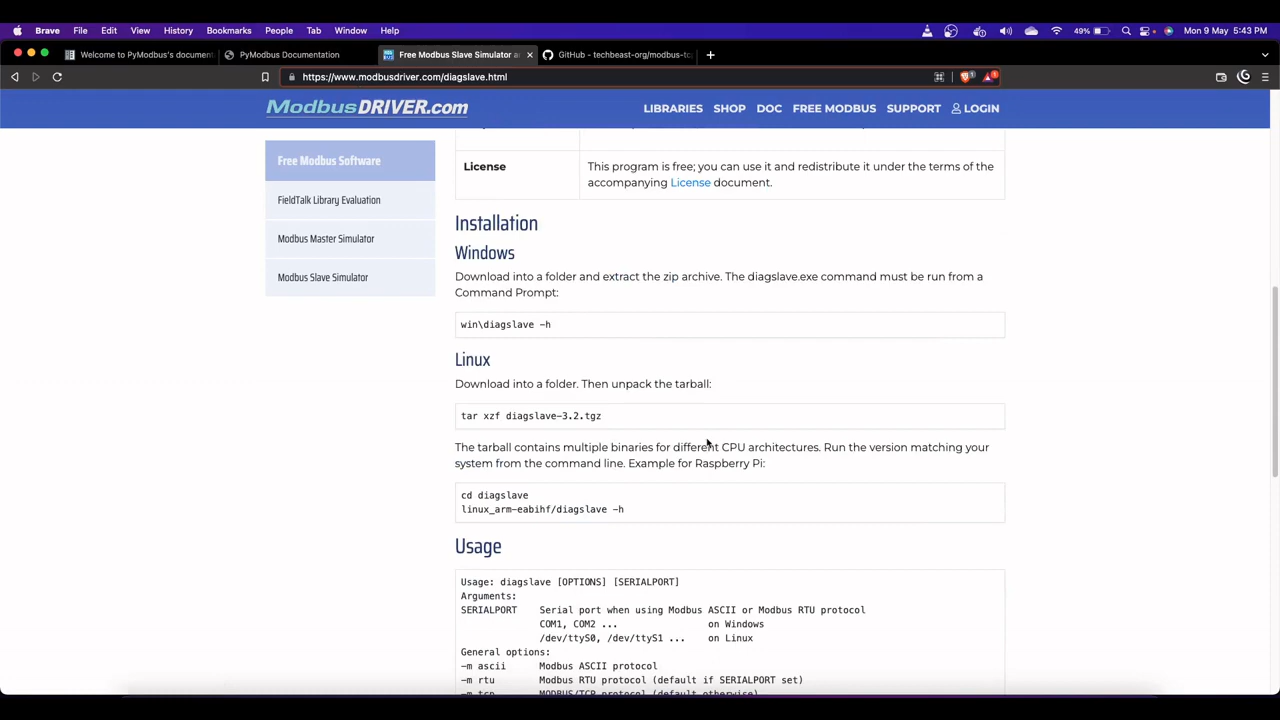 Brave File Edit View History Bookmarks People Tab Window Help
49% Mon 9 May 5:43 PM
Welcome to PyModbus's document
PyModbus Documentation
Free Modbus Slave Simulator a
GitHub - techbeast-org/modbus-tc
https://www.modbusdriver.com/diagslave.html
ModbusDRIVER.com
LIBRARIES SHOP DOC FREE MODBUS SUPPORT LOGIN
Free Modbus Software
FieldTalk Library Evaluation
Modbus Master Simulator
Modbus Slave Simulator
License
This program is free; you can use it and redistribute it under the terms of the
accompanying License document.
Installation
Windows
Download into a folder and extract the zip archive. The diagslave.exe command must be run from a
Command Prompt:
win\diagslave -h
Linux
Download into a folder. Then unpack the tarball:
tar xzf diagslave-3.2.tgz
The tarball contains multiple binaries for different CPU architectures. Run the version matching your
system from the command line. Example for Raspberry Pi:
cd diagslave
linux_arm-eabihf/diagslave -h
Usage
Usage: diagslave [OPTIONS] [SERIALPORT]
Arguments:
SERIALPORT Serial port when using Modbus ASCII or Modbus RTU protocol
COM1, COM2 ... on Windows
/dev/ttyS0, /dev/ttyS1 ... on Linux
General options:
-m ascii Modbus ASCII protocol
-m rtu Modbus RTU protocol (default if SERIALPORT set)
-m tcp MODBUS/TCP protocol (default otherwise)